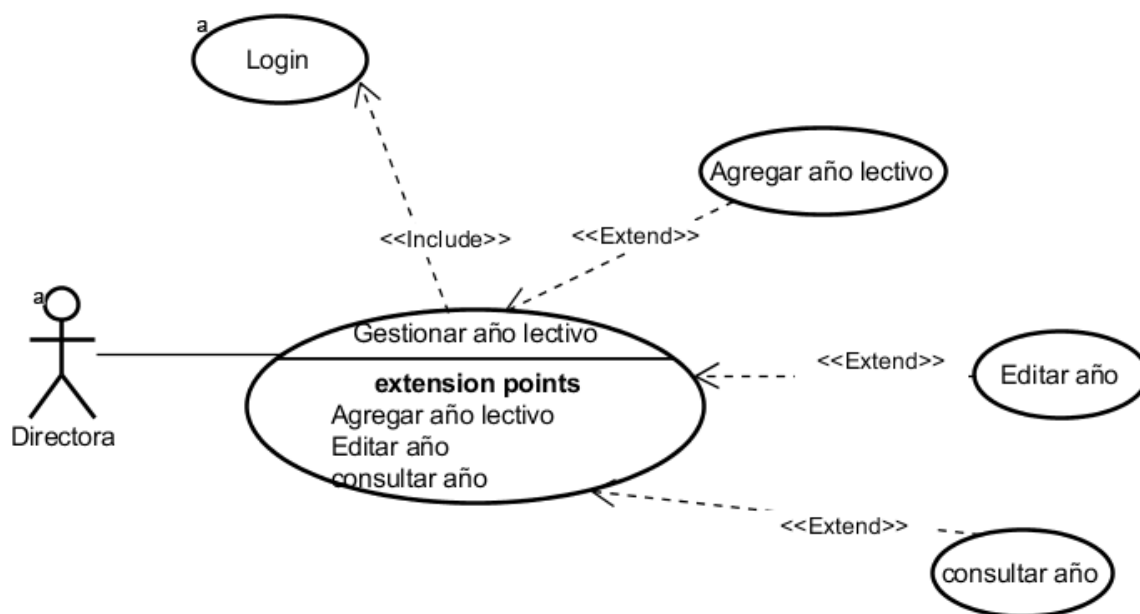 a
Login
Agregar año lectivo
<<Include>>
<<Extend>>
a
Directora
Gestionar año lectivo
extension points
Agregar año lectivo
Editar año
consultar año
<<Extend>>
Editar año
<<Extend>>
consultar año